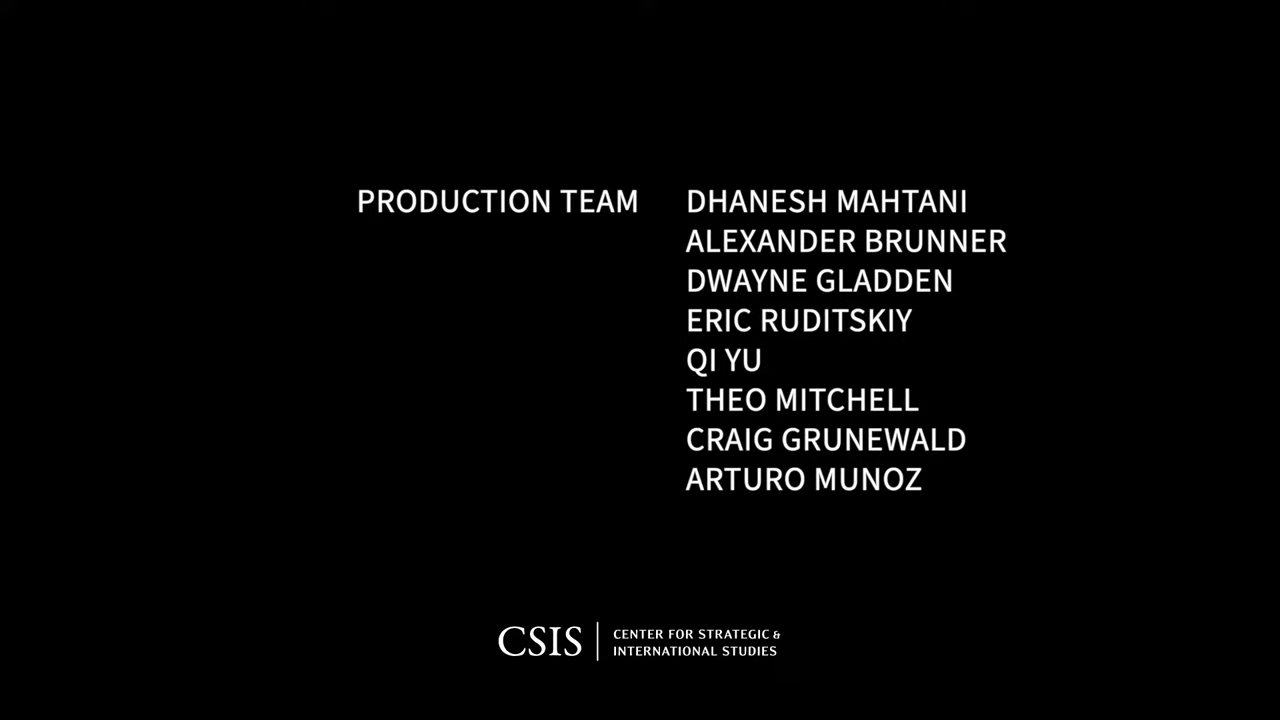 PRODUCTION TEAM DHANESH MAHTANI
ALEXANDER BRUNNER
DWAYNE GLADDEN
ERIC RUDITSKIY
QI YU
THEO MITCHELL
CRAIG GRUNEWALD
ARTURO MUNOZ
CSIS
CENTER FOR STRATEGIC &
INTERNATIONAL STUDIES